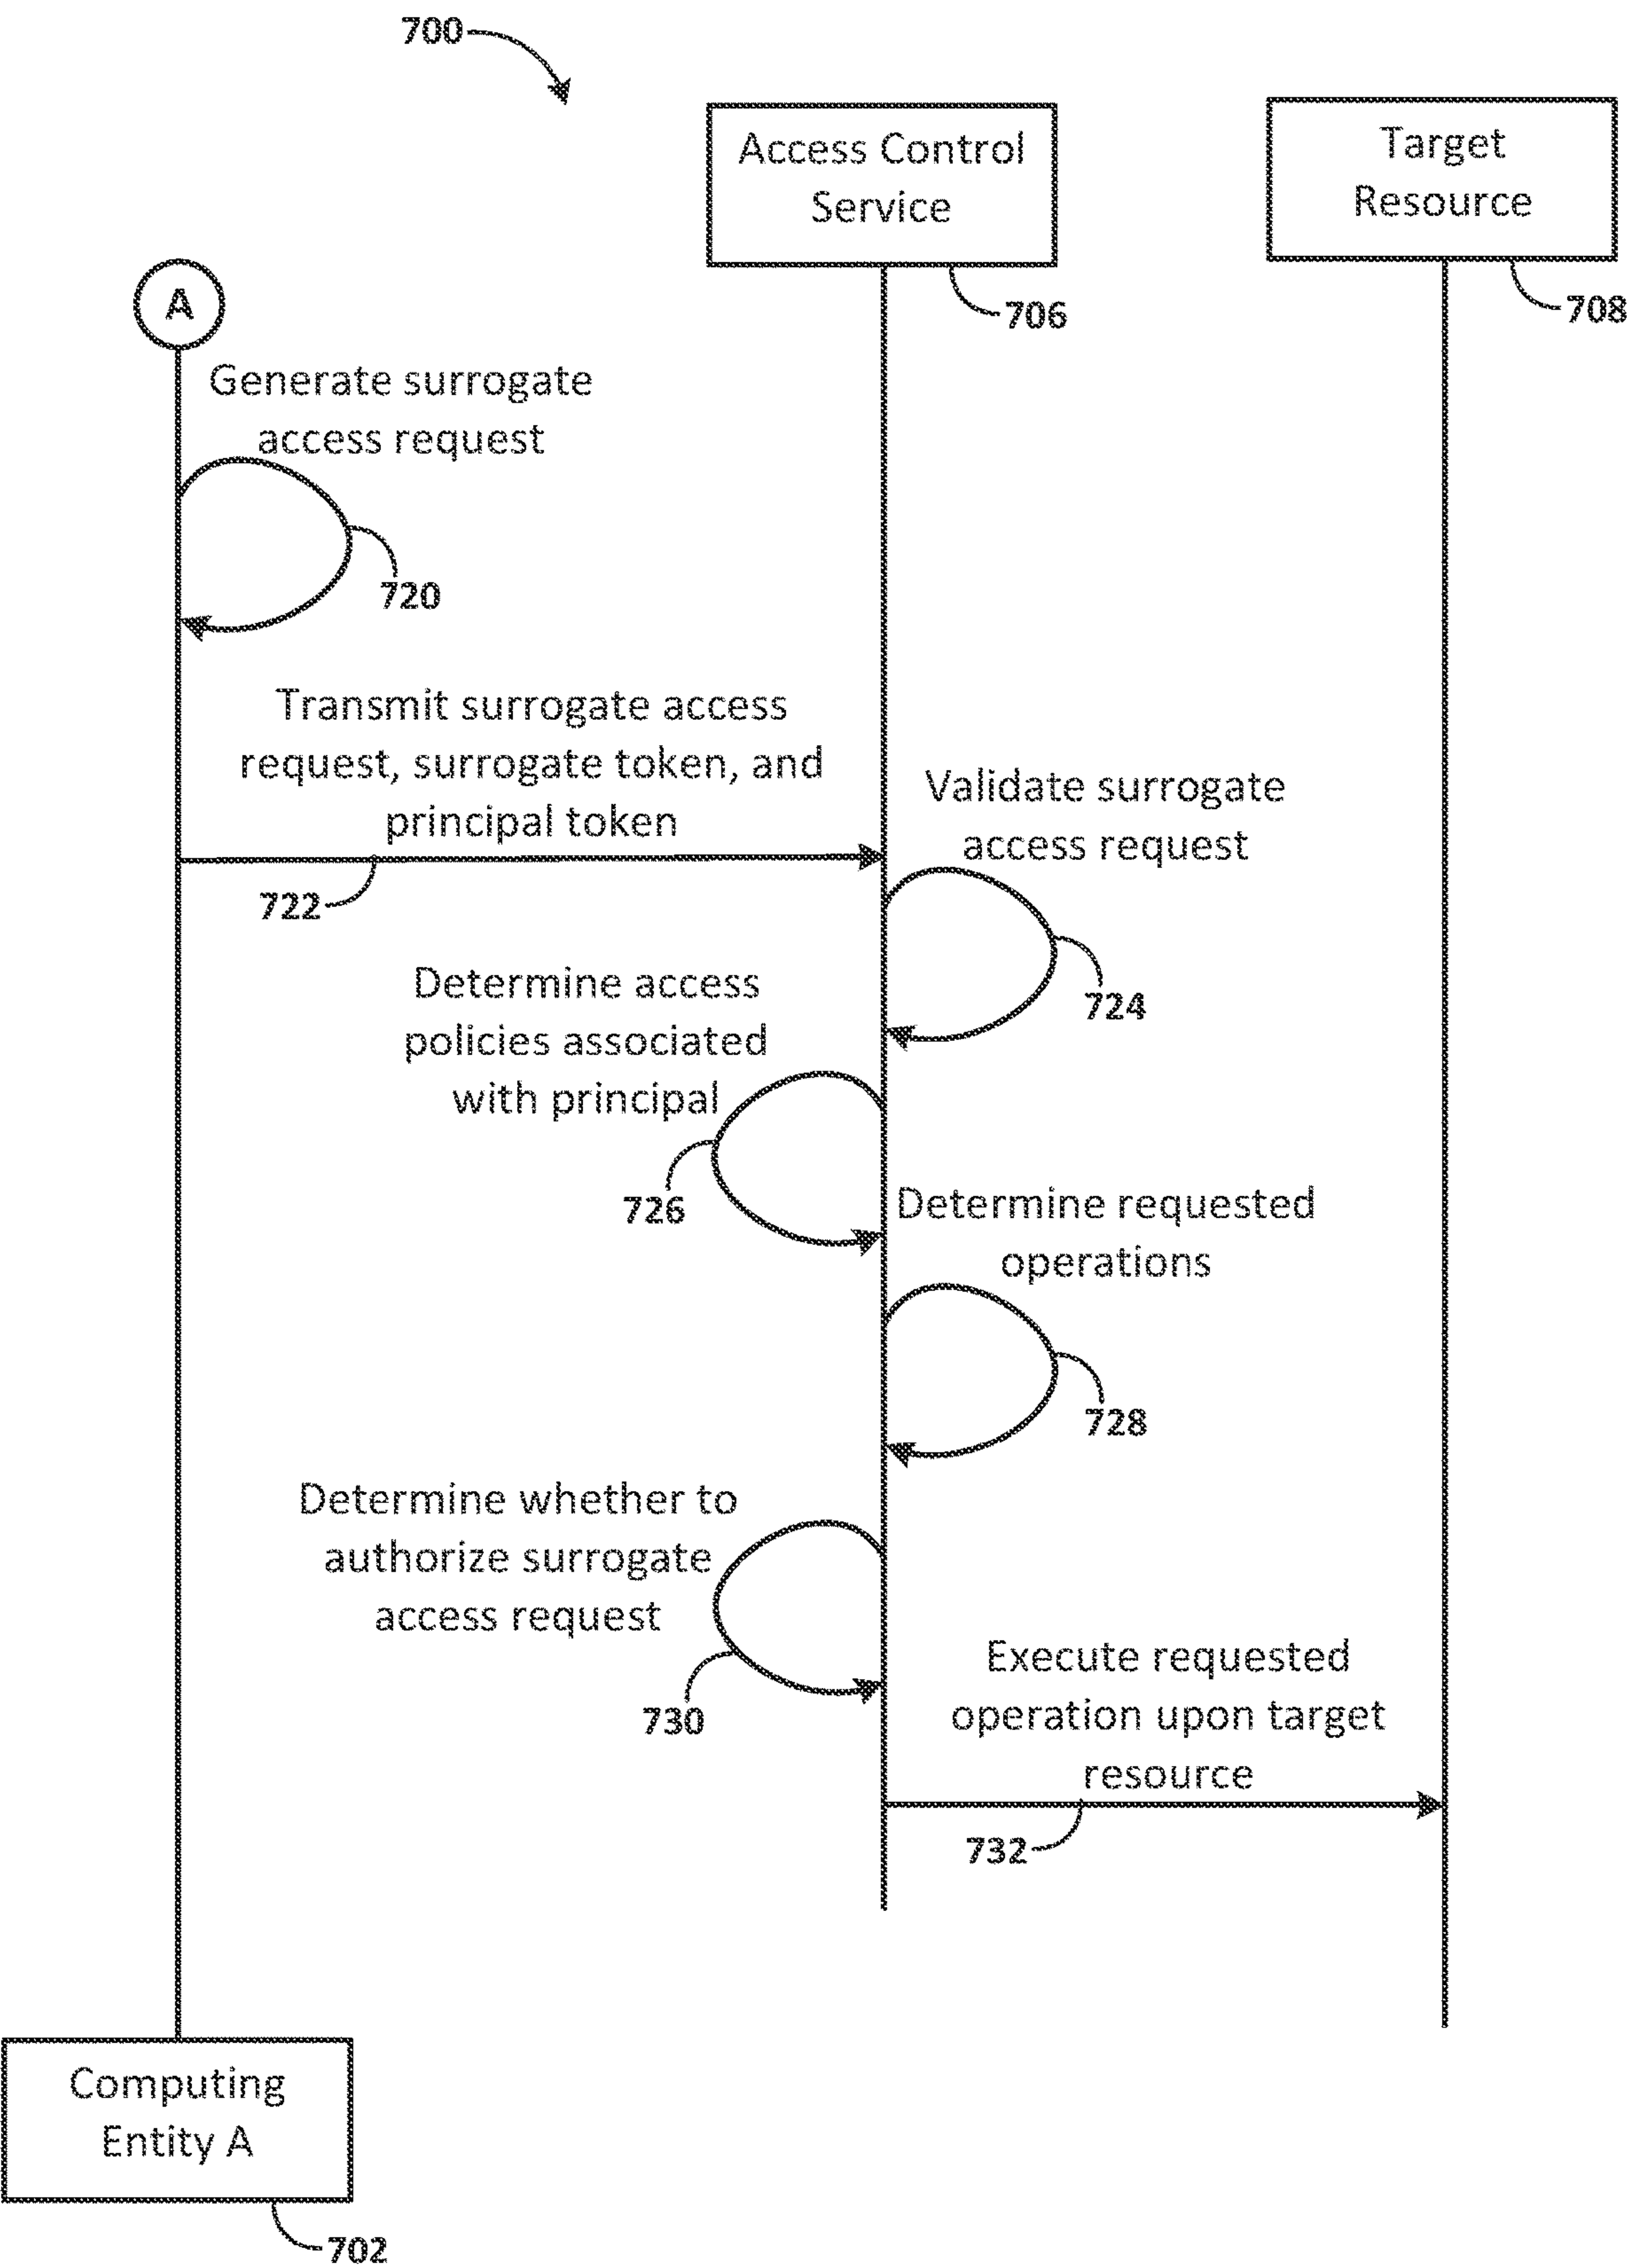 700
Access Control
Service
706
Target
Resource
708
A
Generate surrogate
access request
720
Transmit surrogate access
request, surrogate token, and
principal token
722
Validate surrogate
access request
724
Determine access
policies associated
with principal
726
Determine requested
operations
728
Determine whether to
authorize surrogate
access request
730
Execute requested
operation upon target
resource
732
Computing
Entity A
702